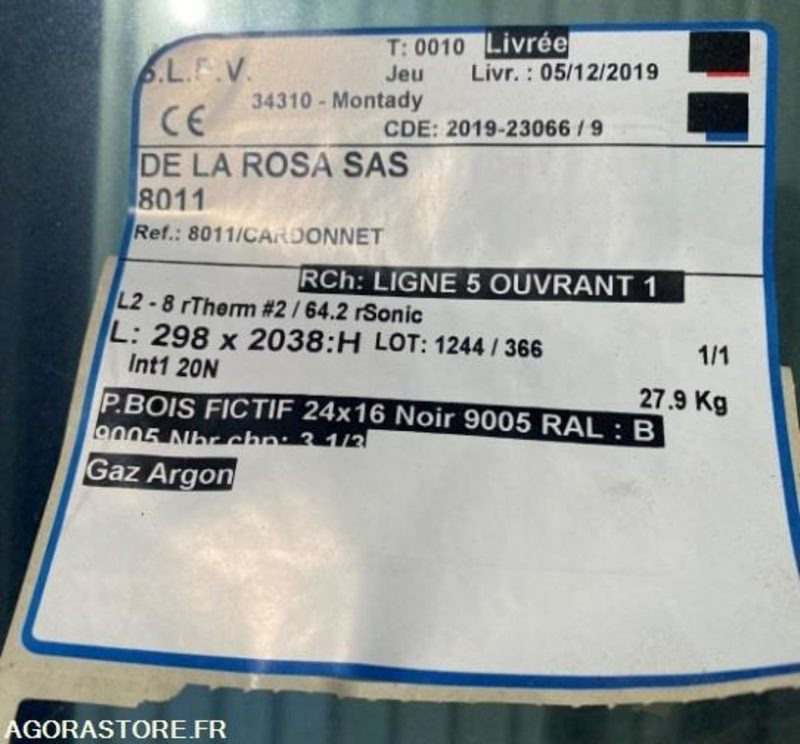 S.L.P.V. T: 0010 Livrée
Jeu Livr. : 05/12/2019
34310 - Montady
CE CDE: 2019-23066 / 9
DE LA ROSA SAS
8011
Ref.: 8011/CARDONNET
RCh: LIGNE 5 OUVRANT 1
L2 - 8 rTherm #2 / 64.2 rSonic
L: 298 x 2038:H LOT: 1244 / 366 1/1
Int1 20N 27.9 Kg
P.BOIS FICTIF 24x16 Noir 9005 RAL : B
9005 Nbr chp: 3 1/3
Gaz Argon
AGORASTORE.FR